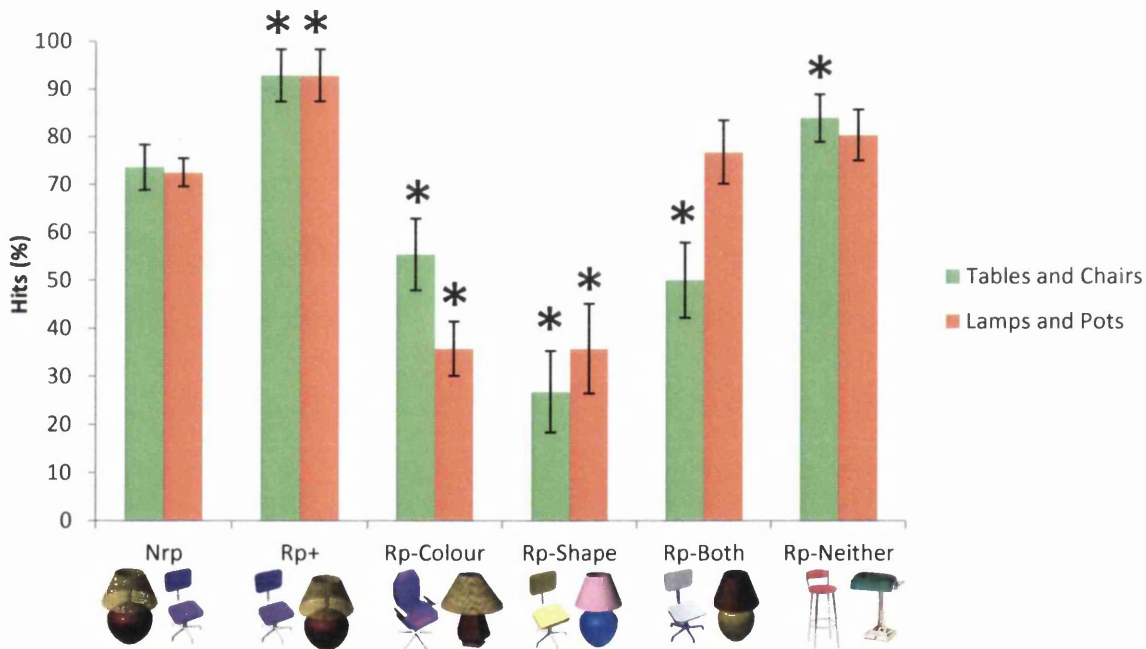 * * * * * * * * *
100
90
80
70
60
50
40
30
20
10
0
Hits (%)
Nrp Rp+ Rp-Colour Rp-Shape Rp-Both Rp-Neither
Tables and Chairs
Lamps and Pots